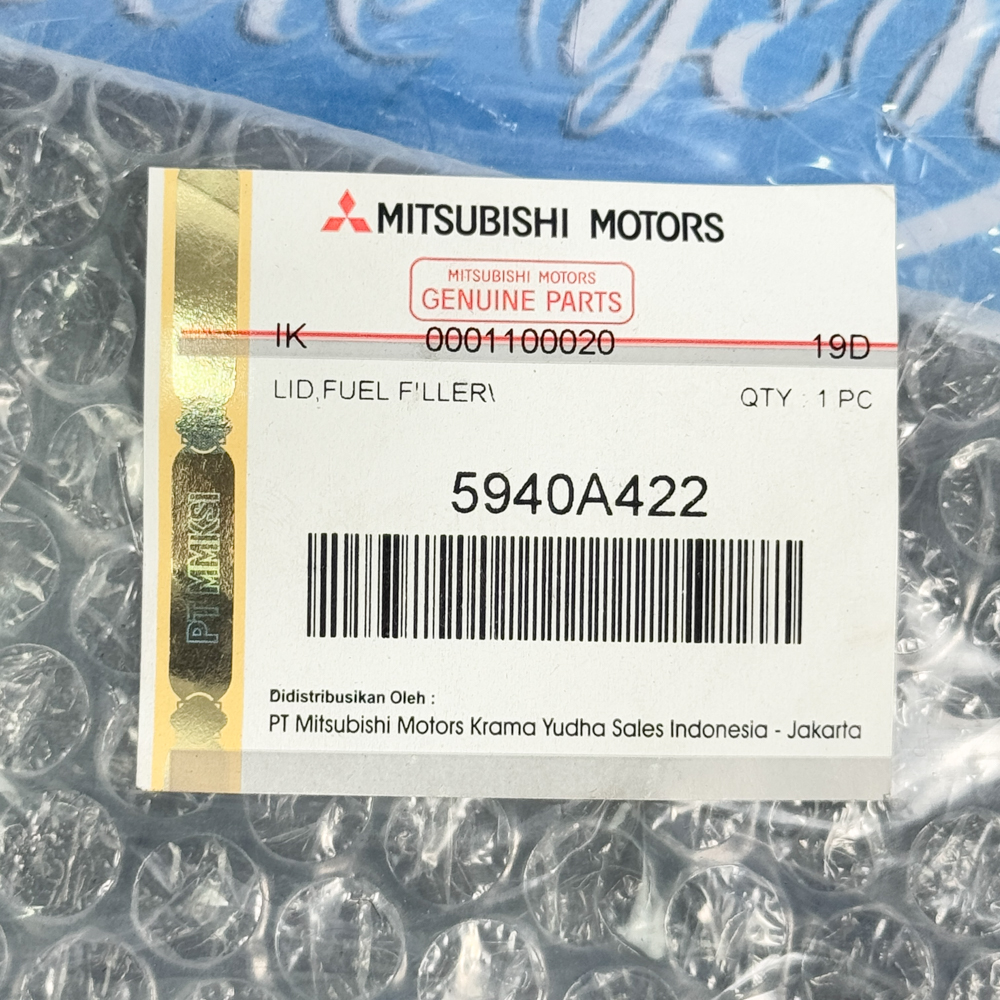 MITSUBISHI MOTORS
MITSUBISHI MOTORS
GENUINE PARTS
IK 0001100020 19D
LID,FUEL F'LLER\ QTY : 1 PC
5940A422
PT MMKSI
Didistribusikan Oleh :
PT Mitsubishi Motors Krama Yudha Sales Indonesia - Jakarta